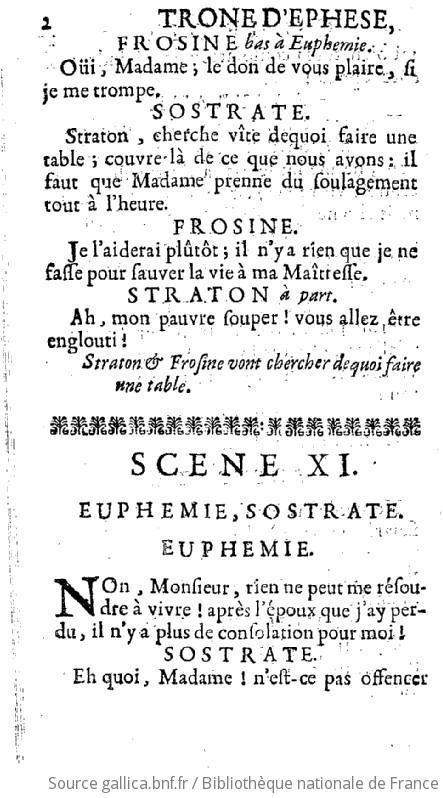 2 TRONE D'EPHESE,
FROSINE bas à Euphemie.
Oüi, Madame ; le don de vous plaire, si
je me trompe.
SOSTRATE.
Straton, cherche vîte dequoi faire une
table ; couvre-là de ce que nous avons : il
faut que Madame prenne du soulagement
tout à l'heure.
FROSINE.
Je l'aiderai plûtôt ; il n'y a rien que je ne
fasse pour sauver la vie à ma Maîtresse.
STRATON à part.
Ah, mon pauvre souper ! vous allez être
englouti !
Straton & Frosine vont chercher dequoi faire
une table.
SCENE XI.
EUPHEMIE, SOSTRATE.
EUPHEMIE.
NOn, Monsieur, rien ne peut me résou-
dre à vivre ! après l'époux que j'ay per-
du, il n'y a plus de consolation pour moi !
SOSTRATE.
Eh quoi, Madame ! n'est-ce pas offencer
Source gallica.bnf.fr / Bibliothèque nationale de France